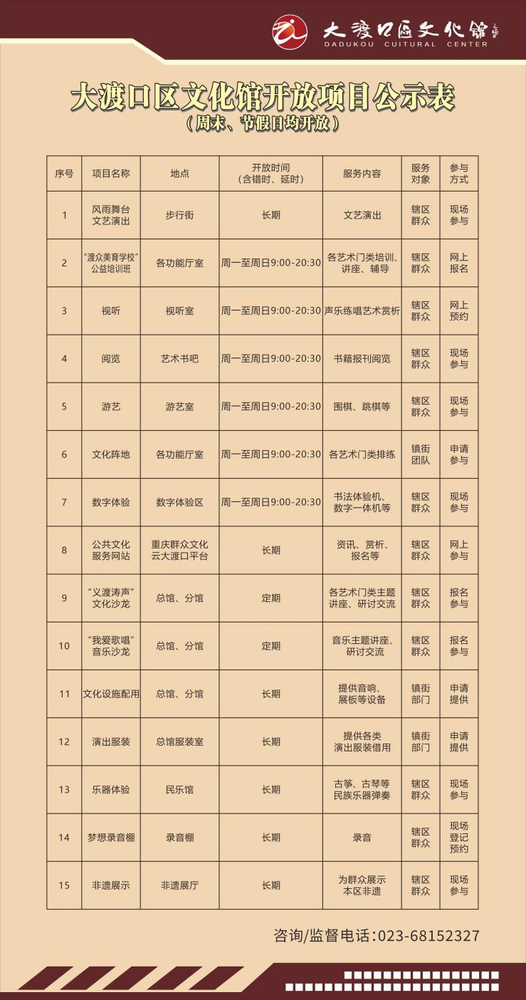 大渡口区文化馆
DADUKOU CUITURAL CENTER
大渡口区文化馆开放项目公示表
（周末、节假日均开放）
序号 项目名称 地点 开放时间（含错时、延时） 服务内容 服务对象 参与方式
1 风雨舞台文艺演出 步行街 长期 文艺演出 辖区群众 现场参与
2 “渡众美育学校”公益培训班 各功能厅室 周一至周日9:00-20:30 各艺术门类培训、讲座、辅导 辖区群众 网上报名
3 视听 视听室 周一至周日9:00-20:30 声乐练唱艺术赏析 辖区群众 网上预约
4 阅览 艺术书吧 周一至周日9:00-20:30 书籍报刊阅览 辖区群众 现场参与
5 游艺 游艺室 周一至周日9:00-20:30 围棋、跳棋等 辖区群众 现场参与
6 文化阵地 各功能厅室 周一至周日9:00-20:30 各艺术门类排练 镇街团队 申请参与
7 数字体验 数字体验区 周一至周日9:00-20:30 书法体验机、数字一体机等 辖区群众 现场参与
8 公共文化服务网站 重庆群众文化云大渡口平台 长期 资讯、赏析、报名等 辖区群众 网上参与
9 “义渡涛声”文化沙龙 总馆、分馆 定期 各艺术门类主题讲座、研讨交流 辖区群众 报名参与
10 “我爱歌唱”音乐沙龙 总馆、分馆 定期 音乐主题讲座、研讨交流 辖区群众 报名参与
11 文化设施配用 总馆、分馆 长期 提供音响、展板等设备 镇街部门 申请提供
12 演出服装 总馆服装室 长期 提供各类演出服装借用 镇街部门 申请提供
13 乐器体验 民乐馆 长期 古筝、古琴等民族乐器弹奏 辖区群众 现场参与
14 梦想录音棚 录音棚 长期 录音 辖区群众 现场登记预约
15 非遗展示 非遗展厅 长期 为群众展示本区非遗 辖区群众 现场参与
咨询/监督电话：023-68152327